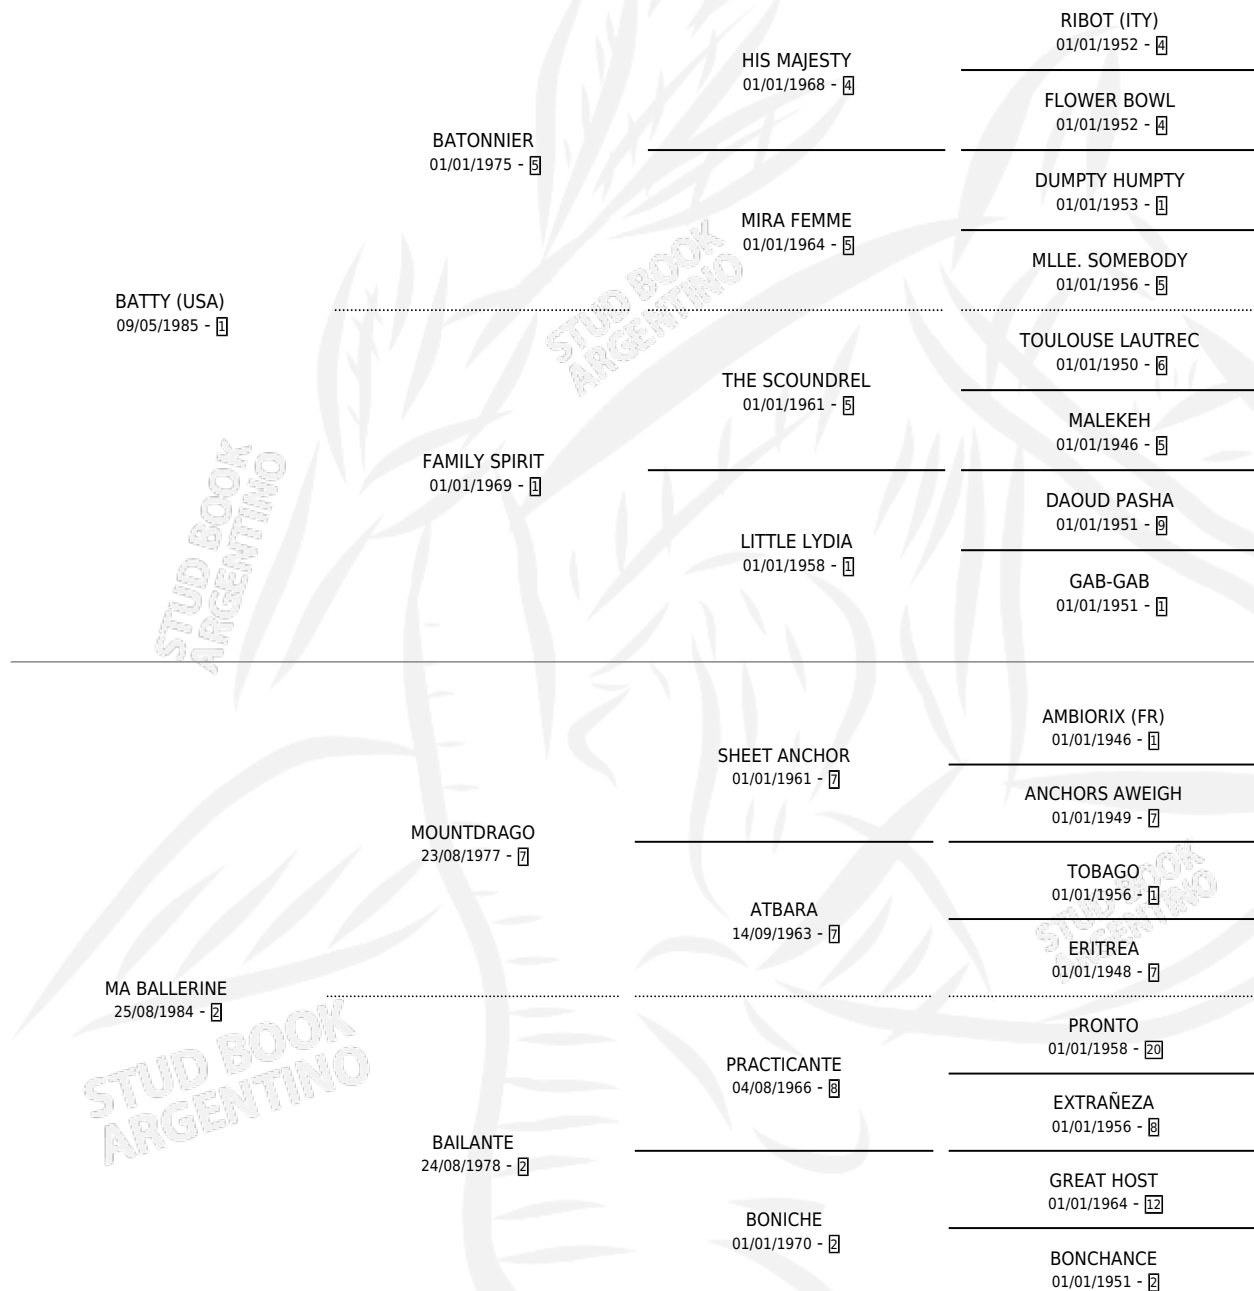 RIBOT (ITY)
01/01/1952 - 4
HIS MAJESTY
01/01/1968 - 4
FLOWER BOWL
01/01/1952 - 4
BATONNIER
01/01/1975 - 5
DUMPTY HUMPTY
01/01/1953 - 1
MIRA FEMME
01/01/1964 - 5
MLLE. SOMEBODY
01/01/1956 - 5
BATTY (USA)
09/05/1985 - 1
STUD BOOK
ARGENTINO
TOULOUSE LAUTREC
01/01/1950 - 6
THE SCOUNDREL
01/01/1961 - 5
MALEKEH
01/01/1946 - 5
FAMILY SPIRIT
01/01/1969 - 1
DAOUD PASHA
01/01/1951 - 9
LITTLE LYDIA
01/01/1958 - 1
GAB-GAB
01/01/1951 - 1
STUD BOOK
ARGENTINO
AMBIORIX (FR)
01/01/1946 - 1
SHEET ANCHOR
01/01/1961 - 7
ANCHORS AWEIGH
01/01/1949 - 7
MOUNTDRAGO
23/08/1977 - 7
TOBAGO
01/01/1956 - 1
ATBARA
14/09/1963 - 7
STUD BOOK
ARGENTINO
ERITREA
01/01/1948 - 7
MA BALLERINE
25/08/1984 - 2
PRONTO
01/01/1958 - 20
PRACTICANTE
04/08/1966 - 8
STUD BOOK
ARGENTINO
EXTRAÑEZA
01/01/1956 - 8
BAILANTE
24/08/1978 - 2
GREAT HOST
01/01/1964 - 12
BONICHE
01/01/1970 - 2
BONCHANCE
01/01/1951 - 2